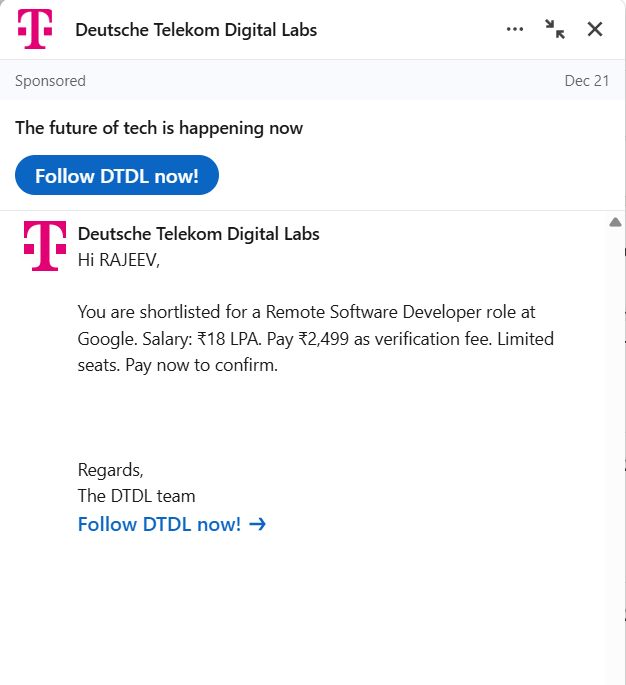 Deutsche Telekom Digital Labs
Sponsored
Dec 21
The future of tech is happening now
Follow DTDL now!
Deutsche Telekom Digital Labs
Hi RAJEEV,
You are shortlisted for a Remote Software Developer role at
Google. Salary: ₹18 LPA. Pay ₹2,499 as verification fee. Limited
seats. Pay now to confirm.
Regards,
The DTDL team
Follow DTDL now! →